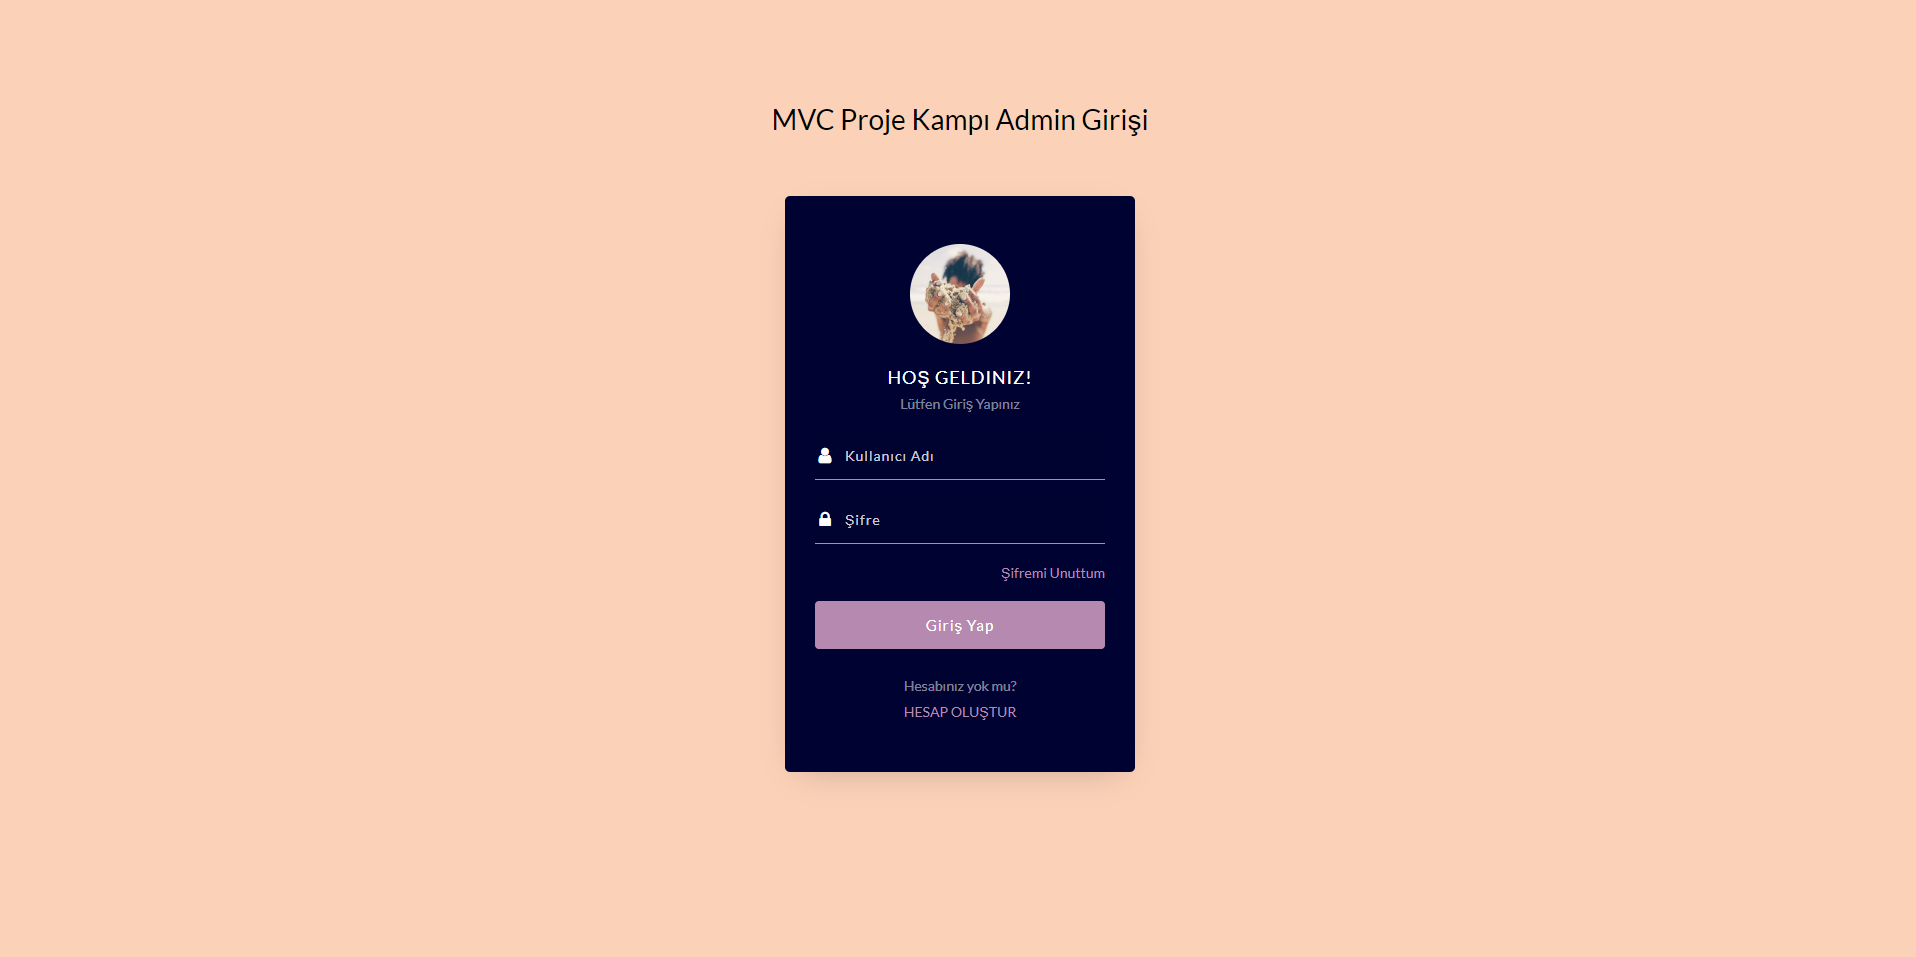 MVC Proje Kampı Admin Girişi
HOŞ GELDINIZ!
Lütfen Giriş Yapınız
Kullanıcı Adı
Şifre
Şifremi Unuttum
Giriş Yap
Hesabınız yok mu?
HESAP OLUŞTUR